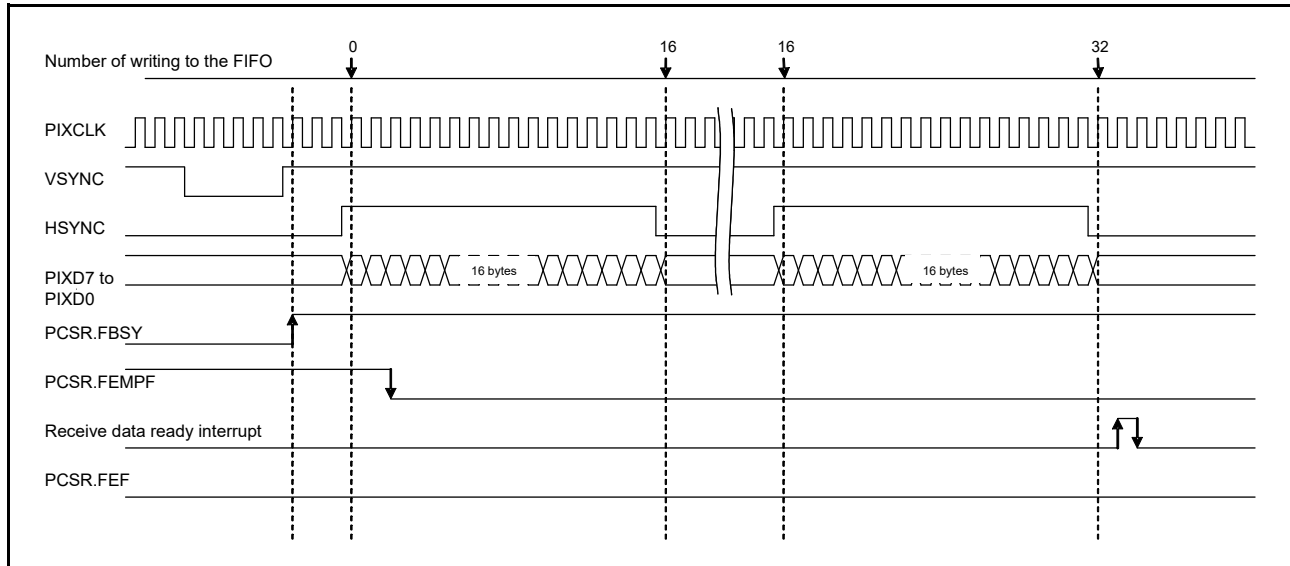 0 16 16 32
Number of writing to the FIFO
PIXCLK
VSYNC
HSYNC
16 bytes 16 bytes
PIXD7 to
PIXD0
PCSR.FBSY
PCSR.FEMPF
Receive data ready interrupt
PCSR.FEF